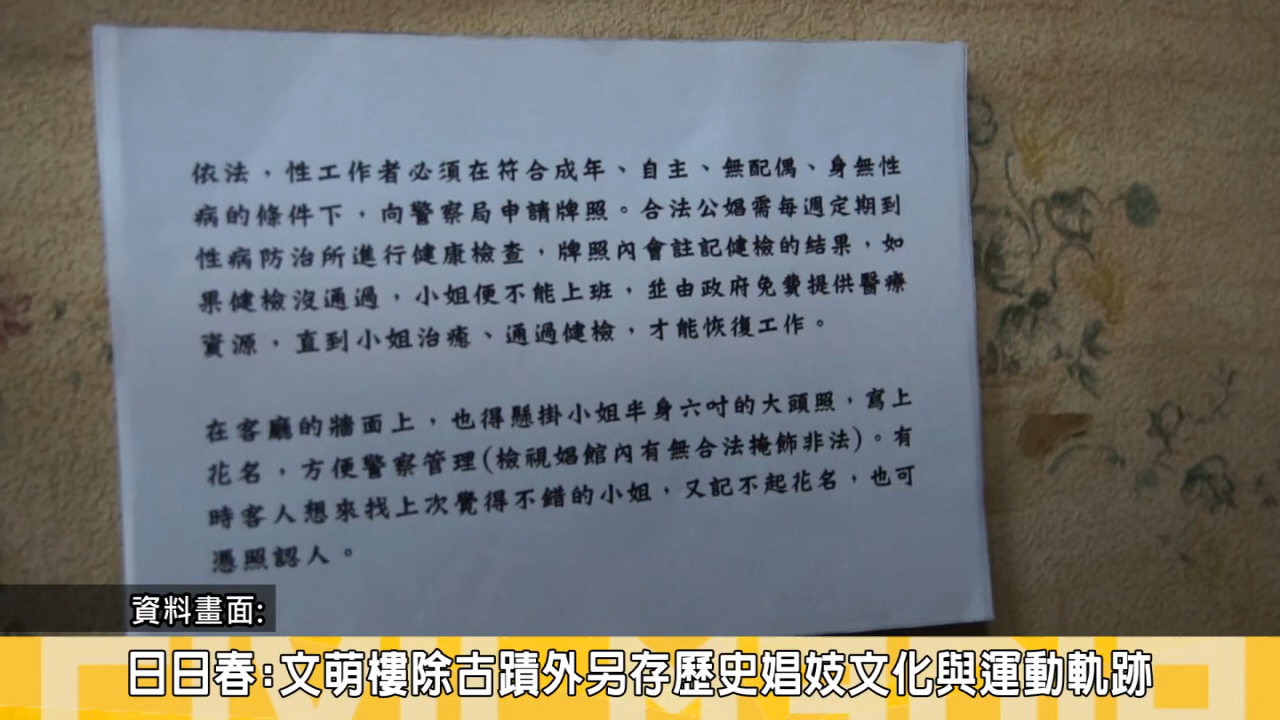 依法，性工作者必須在符合成年、自主、無配偶、身無性
病的條件下，向警察局申請牌照。合法公娼需每週定期到
性病防治所進行健康檢查，牌照內會註記健檢的結果，如
果健檢沒通過，小姐便不能上班，並由政府免費提供醫療
資源，直到小姐治癒、通過健檢，才能恢復工作。
在客廳的牆面上，也得懸掛小姐半身六吋的大頭照，寫上
花名，方便警察管理(檢視娼館內有無合法掩飾非法)。有
時客人想來找上次覺得不錯的小姐，又記不起花名，也可
憑照認人。
資料畫面:
日日春:文萌樓除古蹟外另存歷史娼妓文化與運動軌跡